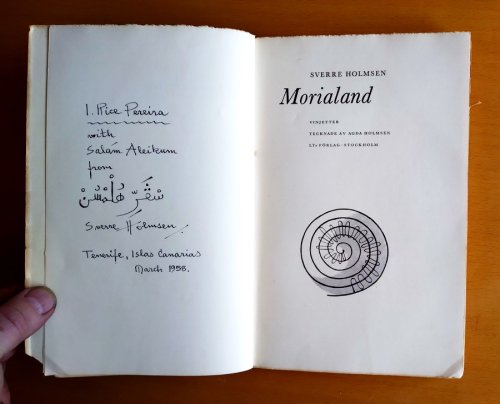 I. Rice Pereira
with
Salám Aleikum
from
سْڤَرِّ هُلْمْسُنْ
Sverre Holmsen.
Tenerife, Islas Canarias
March 1958.
SVERRE HOLMSEN
Morialand
VINJETTER
TECKNADE AV AGDA HOLMSEN
LTs FÖRLAG · STOCKHOLM